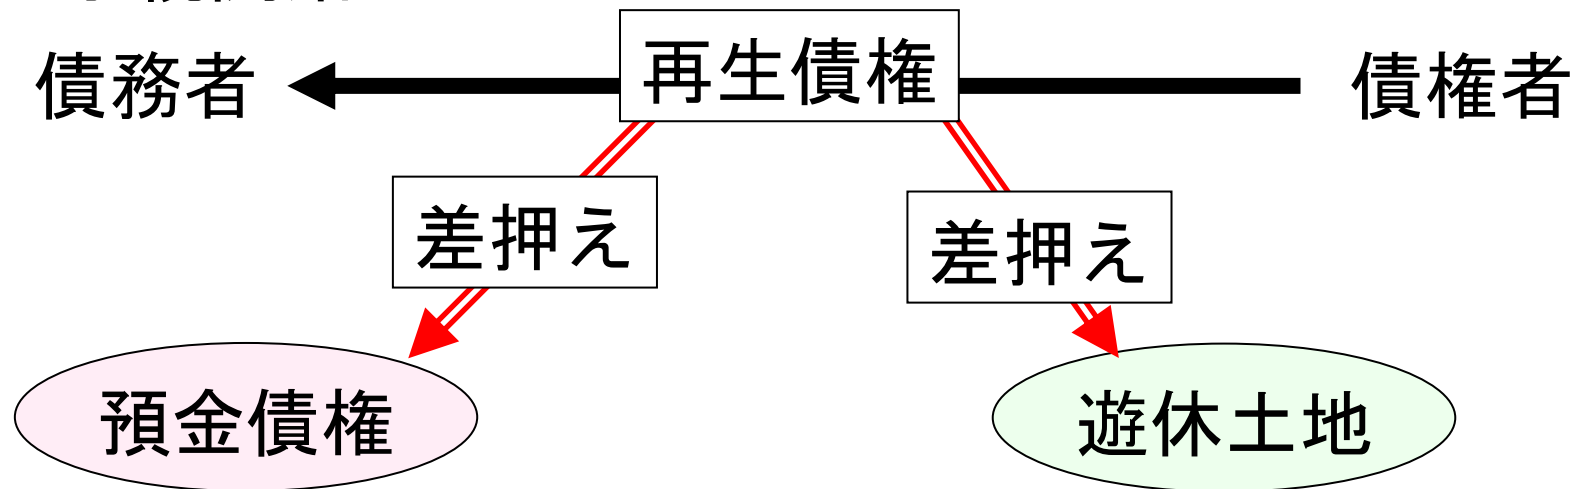 債務者
再生債権
債権者
差押え
差押え
預金債権
遊休土地